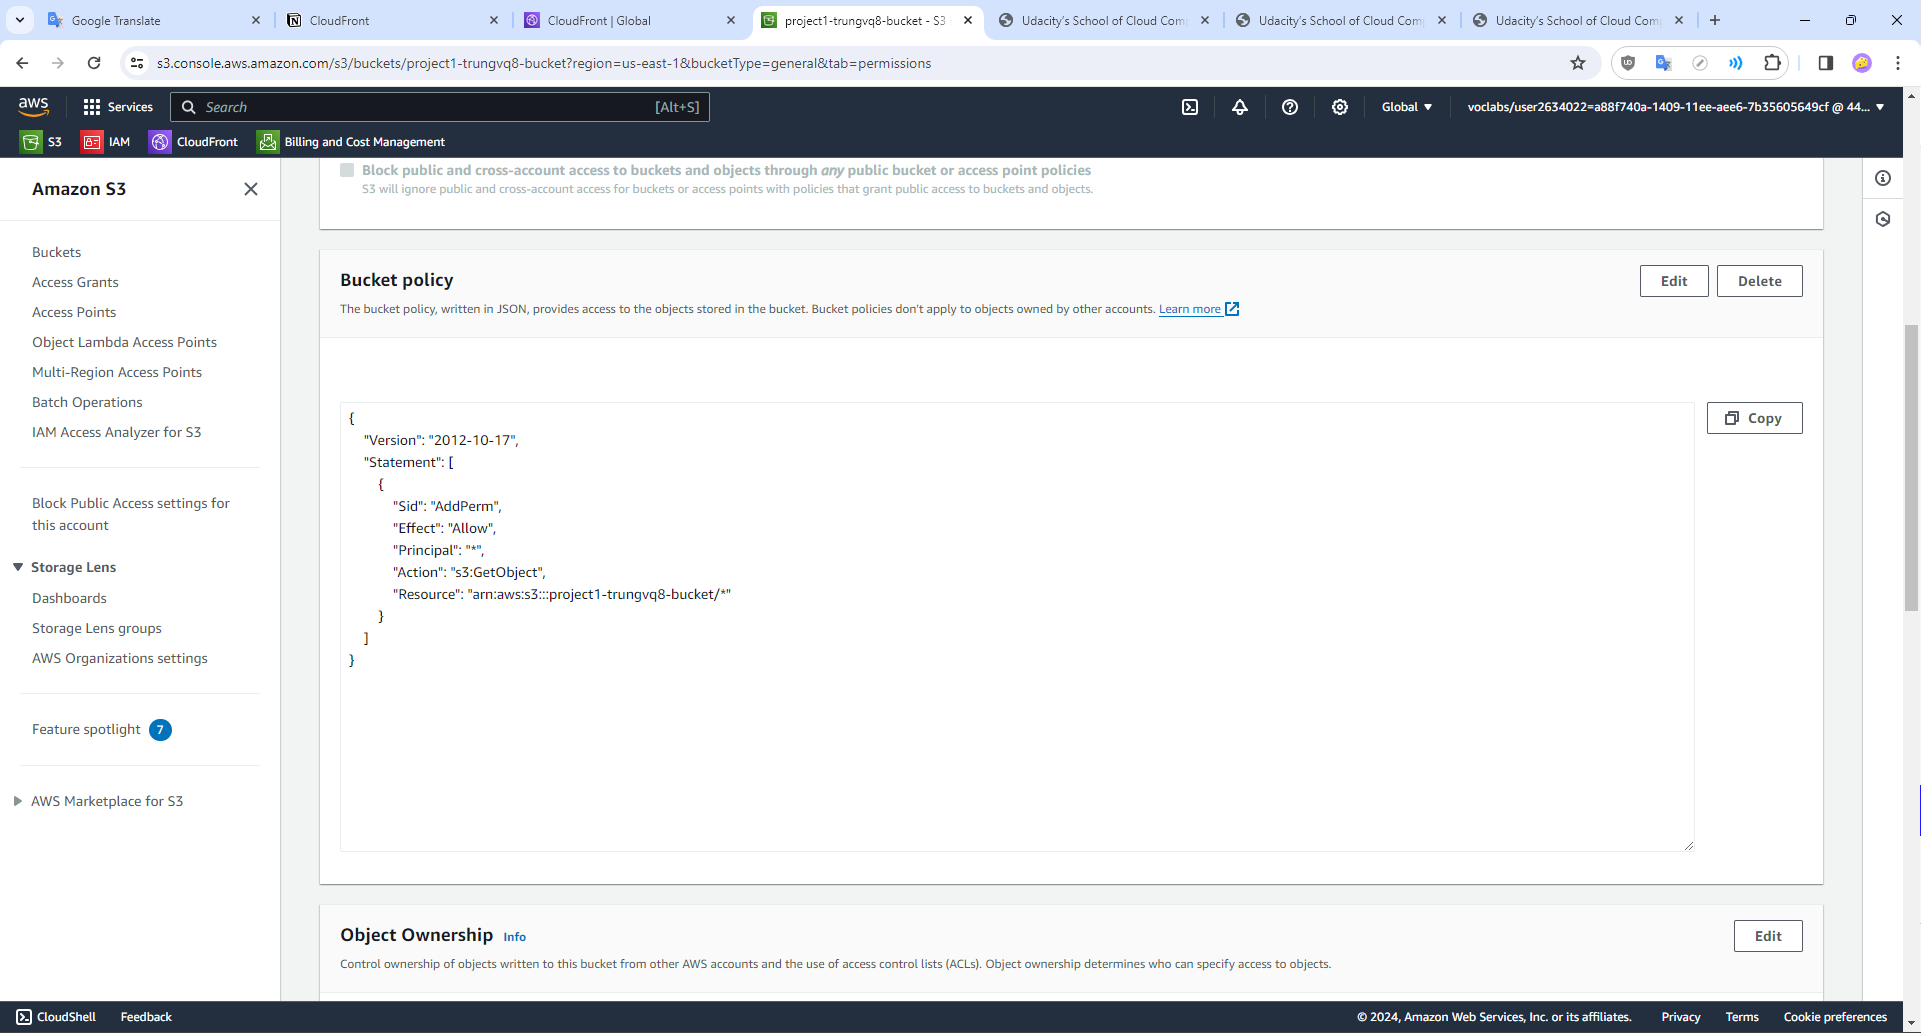 Google Translate
CloudFront
CloudFront | Global
project1-trungvq8-bucket - S3
Udacity's School of Cloud Com
Udacity's School of Cloud Com
Udacity's School of Cloud Com
s3.console.aws.amazon.com/s3/buckets/project1-trungvq8-bucket?region=us-east-1&bucketType=general&tab=permissions
aws
Services
Search
[Alt+S]
Global
voclabs/user2634022=a88f740a-1409-11ee-aee6-7b35605649cf @ 44...
S3
IAM
CloudFront
Billing and Cost Management
Amazon S3
Buckets
Access Grants
Access Points
Object Lambda Access Points
Multi-Region Access Points
Batch Operations
IAM Access Analyzer for S3
Block Public Access settings for
this account
Storage Lens
Dashboards
Storage Lens groups
AWS Organizations settings
Feature spotlight 7
AWS Marketplace for S3
Block public and cross-account access to buckets and objects through any public bucket or access point policies
S3 will ignore public and cross-account access for buckets or access points with policies that grant public access to buckets and objects.
Bucket policy
Edit
Delete
The bucket policy, written in JSON, provides access to the objects stored in the bucket. Bucket policies don't apply to objects owned by other accounts. Learn more
Copy
{
"Version": "2012-10-17",
"Statement": [
{
"Sid": "AddPerm",
"Effect": "Allow",
"Principal": "*",
"Action": "s3:GetObject",
"Resource": "arn:aws:s3:::project1-trungvq8-bucket/*"
}
]
}
Object Ownership Info
Edit
Control ownership of objects written to this bucket from other AWS accounts and the use of access control lists (ACLs). Object ownership determines who can specify access to objects.
CloudShell
Feedback
© 2024, Amazon Web Services, Inc. or its affiliates.
Privacy
Terms
Cookie preferences